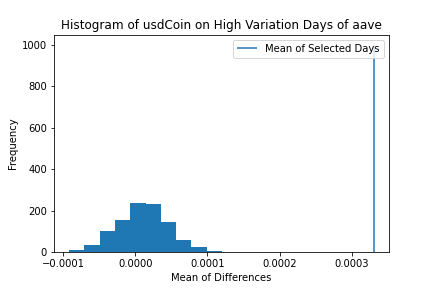 Histogram of usdCoin on High Variation Days of aave
Mean of Selected Days
1000
800
600
400
200
0
Frequency
−0.0001 0.0000 0.0001 0.0002 0.0003
Mean of Differences